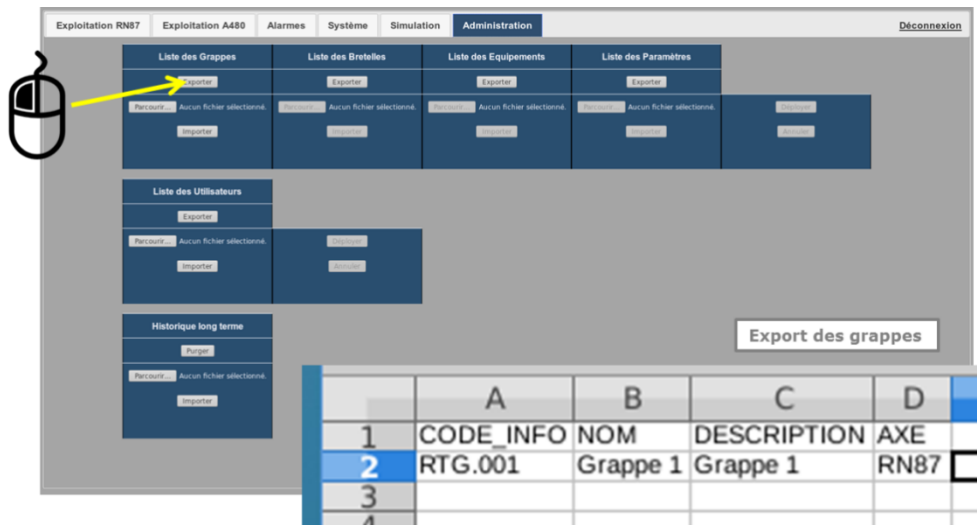 Exploitation RN87 Exploitation A480 Alarmes Système Simulation Administration Déconnexion
Liste des Grappes Liste des Bretelles Liste des Equipements Liste des Paramètres
Exporter Exporter Exporter Exporter
Parcourir... Aucun fichier sélectionné. Parcourir... Aucun fichier sélectionné. Parcourir... Aucun fichier sélectionné. Parcourir... Aucun fichier sélectionné. Déployer
Importer Importer Importer Importer Annuler
Liste des Utilisateurs
Exporter
Parcourir... Aucun fichier sélectionné. Déployer
Importer Annuler
Historique long terme
Purger
Parcourir... Aucun fichier sélectionné.
Importer
Export des grappes
A B C D
1 CODE_INFO NOM DESCRIPTION AXE
2 RTG.001 Grappe 1 Grappe 1 RN87
3
4